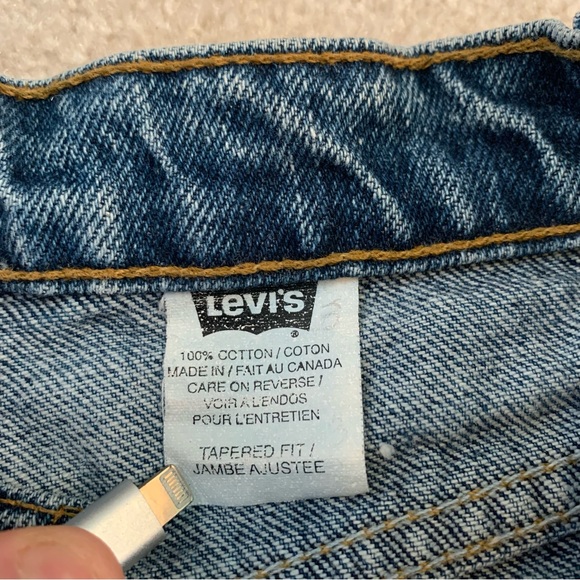 Levi's
®
100% COTTON / COTON
MADE IN / FAIT AU CANADA
CARE ON REVERSE /
VOIR A LENDOS
POUR L'ENTRETIEN
TAPERED FIT /
JAMBE AJUSTEE